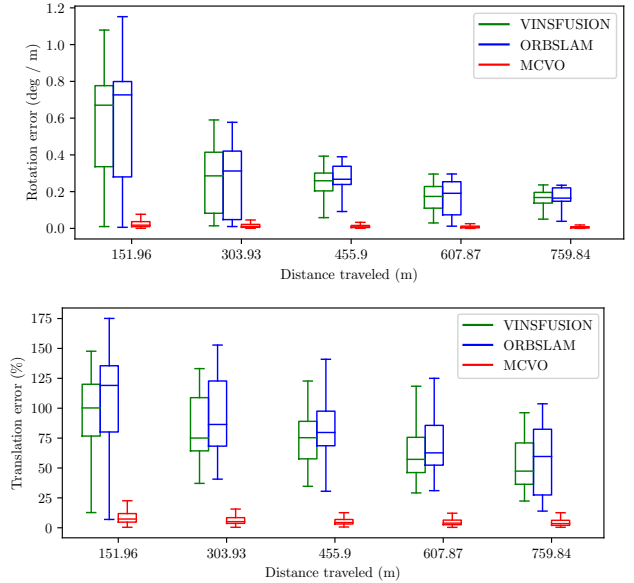 1.2
1.0
0.8
0.6
0.4
0.2
0.0
Rotation error (deg / m)
VINSFUSION
ORBSLAM
MCVO
151.96 303.93 455.9 607.87 759.84
Distance traveled (m)
175
150
125
100
75
50
25
0
Translation error (%)
VINSFUSION
ORBSLAM
MCVO
151.96 303.93 455.9 607.87 759.84
Distance traveled (m)